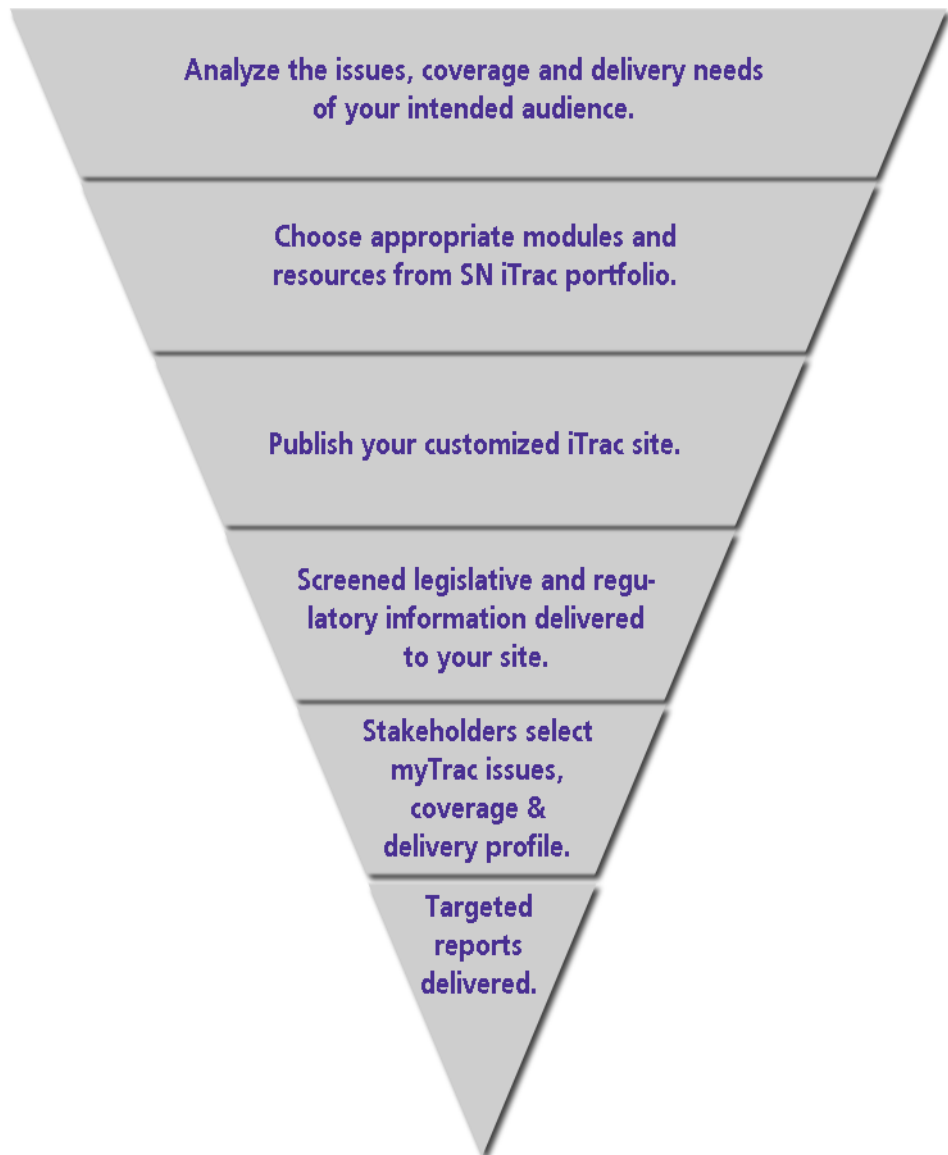 Analyze the issues, coverage and delivery needs
of your intended audience.
Choose appropriate modules and
resources from SN iTrac portfolio.
Publish your customized iTrac site.
Screened legislative and regu-
latory information delivered
to your site.
Stakeholders select
myTrac issues,
coverage &
delivery profile.
Targeted
reports
delivered.